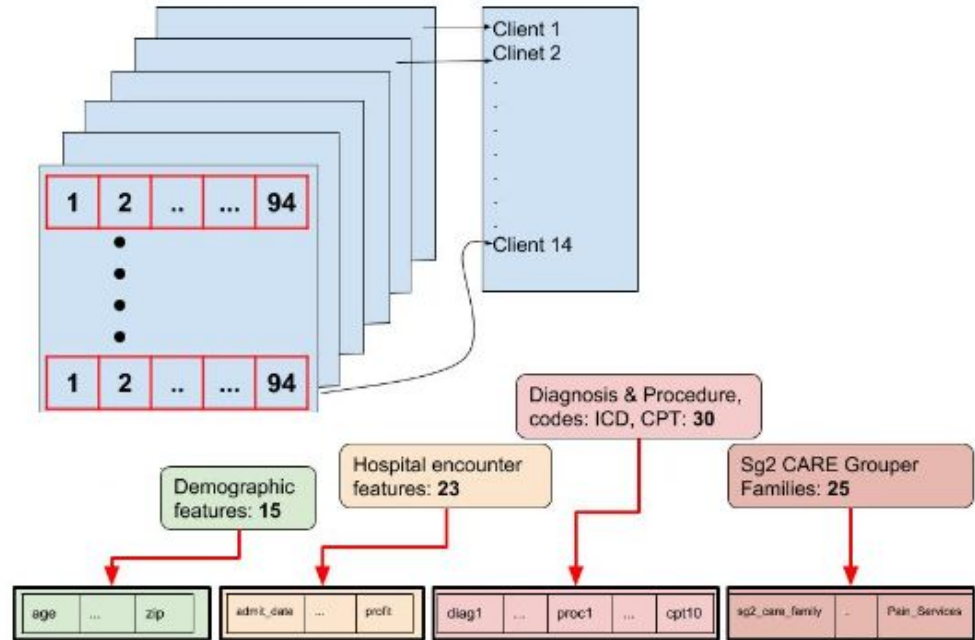 Client 1
Clinet 2
.
.
.
.
.
.
.
Client 14
1 2 .. ... 94
1 2 .. ... 94
Diagnosis & Procedure,
codes: ICD, CPT: 30
Hospital encounter
features: 23
Sg2 CARE Grouper
Families: 25
Demographic
features: 15
age ... zip
admit_date ... profit
diag1 ... proc1 ... cpt10
sg2_care_family . Pain_Services